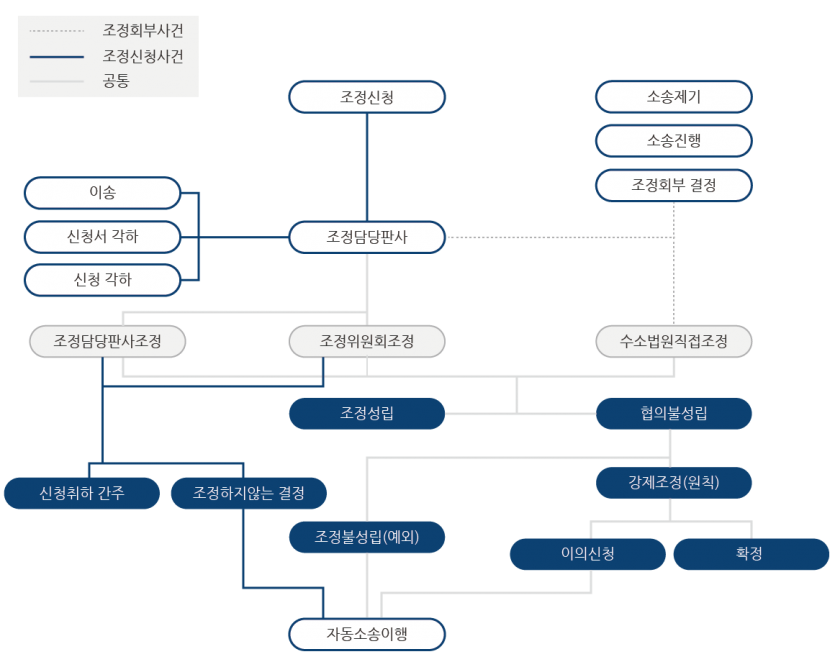 조정회부사건
조정신청사건
공통
조정신청
소송제기
소송진행
조정회부 결정
이송
신청서 각하
신청 각하
조정담당판사
조정담당판사조정
조정위원회조정
수소법원직접조정
조정성립
협의불성립
신청취하 간주
조정하지않는 결정
강제조정(원칙)
조정불성립(예외)
이의신청
확정
자동소송이행